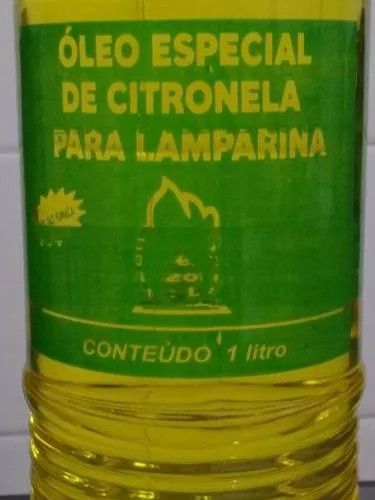 ÓLEO ESPECIAL
DE CITRONELA
PARA LAMPARINA
CONTEÚDO 1 litro